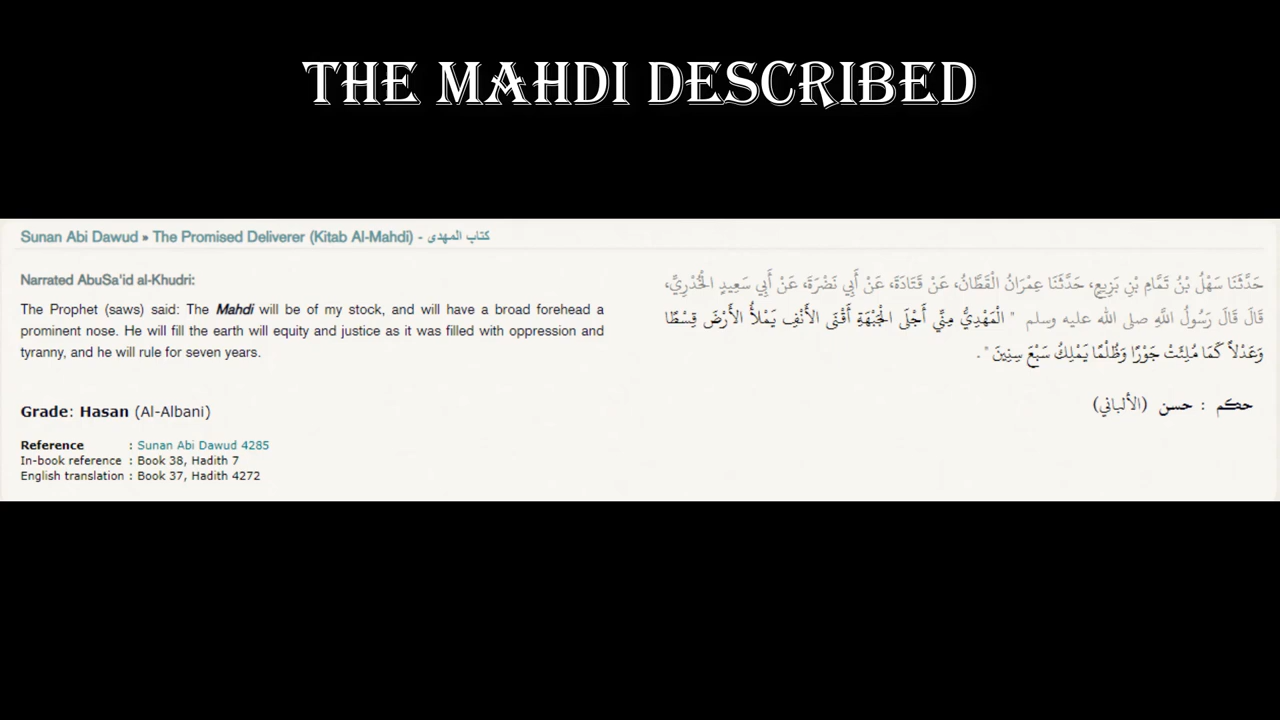 THE MAHDI DESCRIBED
Sunan Abi Dawud » The Promised Deliverer (Kitab Al-Mahdi) - كتاب المهدى
Narrated AbuSa'id al-Khudri:
The Prophet (saws) said: The Mahdi will be of my stock, and will have a broad forehead a
prominent nose. He will fill the earth will equity and justice as it was filled with oppression and
tyranny, and he will rule for seven years.
Grade: Hasan (Al-Albani)
Reference : Sunan Abi Dawud 4285
In-book reference : Book 38, Hadith 7
English translation : Book 37, Hadith 4272
حَدَّثَنَا سَهْلُ بْنُ تَمَّامِ بْنِ بَزِيعٍ، حَدَّثَنَا عِمْرَانُ الْقَطَّانُ، عَنْ قَتَادَةَ، عَنْ أَبِي نَضْرَةَ، عَنْ أَبِي سَعِيدٍ الْخُدْرِيِّ،
قَالَ قَالَ رَسُولُ اللَّهِ صلى الله عليه وسلم " الْمَهْدِيُّ مِنِّي أَجْلَى الْجَبْهَةِ أَقْنَى الأَنْفِ يَمْلأُ الأَرْضَ قِسْطًا
وَعَدْلاً كَمَا مُلِئَتْ جَوْرًا وَظُلْمًا يَمْلِكُ سَبْعَ سِنِينَ " .
حكم : حسن (الألباني)